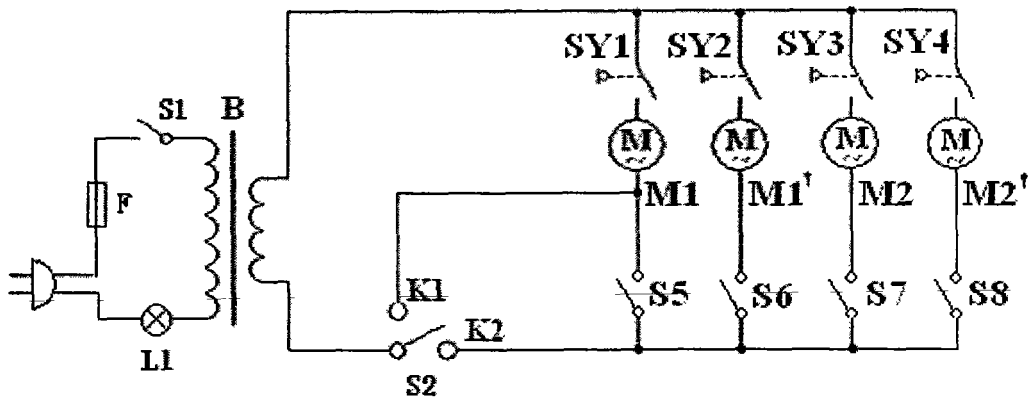 SY1 SY2 SY3 SY4
S1 B
M M M M
F
M1 M1' M2 M2'
K1 S5 S6 S7 S8
K2
L1 S2